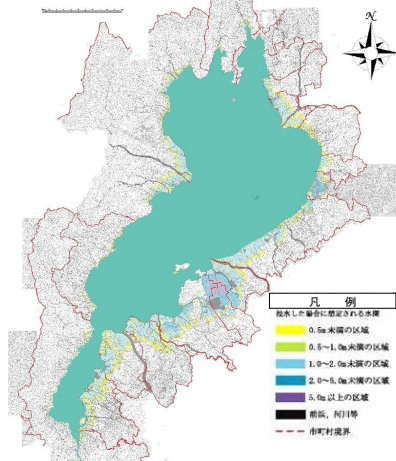 N
凡 例
浸水した場合に想定される水深
0.5m未満の区域
0.5～1.0m未満の区域
1.0～2.0m未満の区域
2.0～5.0m未満の区域
5.0m以上の区域
前浜、河川等
市町村境界